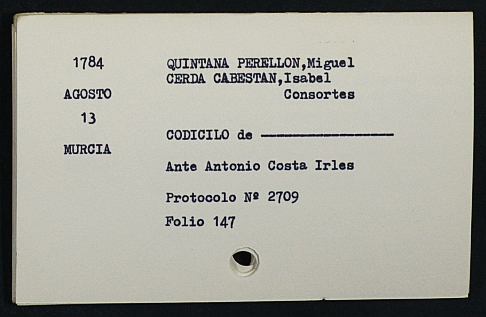 1784
AGOSTO
13
MURCIA
QUINTANA PERELLON,Miguel
CERDA CABESTAN,Isabel
Consortes
CODICILO de ————————
Ante Antonio Costa Irles
Protocolo Nº 2709
Folio 147